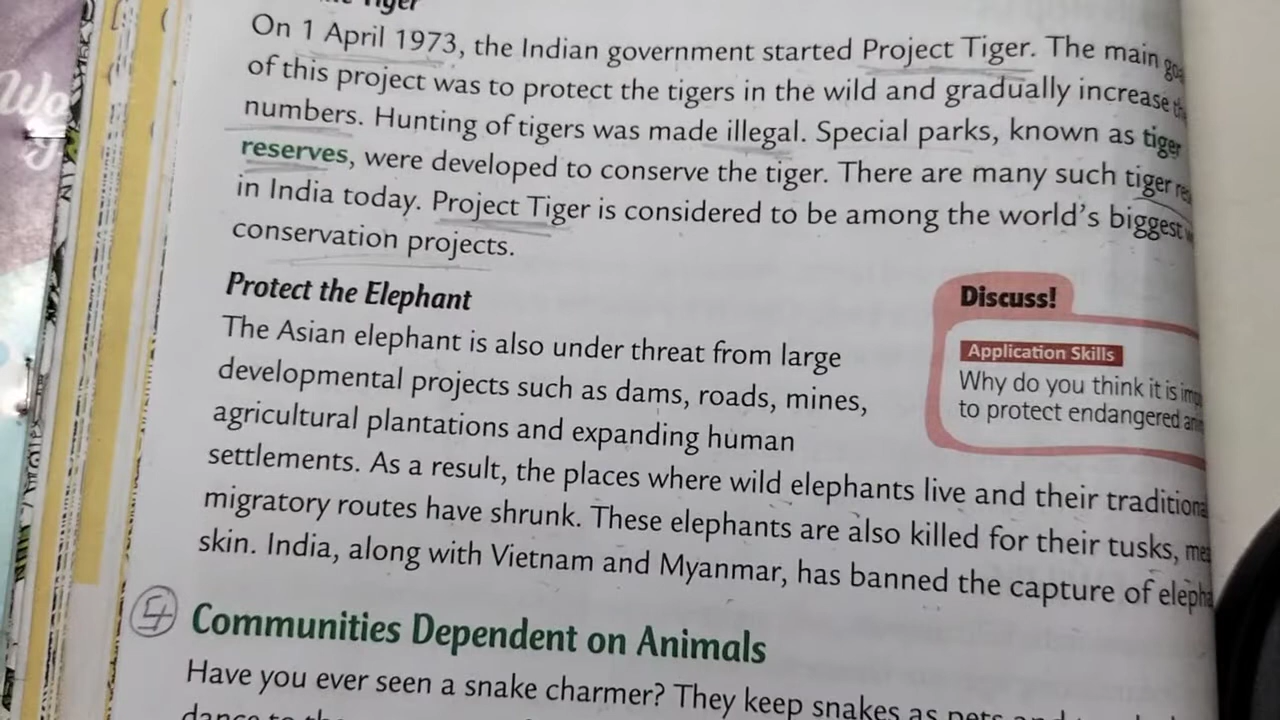 Tiger
On 1 April 1973, the Indian government started Project Tiger. The main
of this project was to protect the tigers in the wild and gradually increase
numbers. Hunting of tigers was made illegal. Special parks, known as tiger
reserves, were developed to conserve the tiger. There are many such tiger
in India today. Project Tiger is considered to be among the world's biggest
conservation projects.
Protect the Elephant
The Asian elephant is also under threat from large
developmental projects such as dams, roads, mines,
agricultural plantations and expanding human
settlements. As a result, the places where wild elephants live and their
migratory routes have shrunk. These elephants are also killed for their tusks,
skin. India, along with Vietnam and Myanmar, has banned the capture of
Discuss!
Application Skills
Why do you think it is
to protect endangered
Communities Dependent on Animals
Have you ever seen a snake charmer? They keep snakes as pets and
dance to